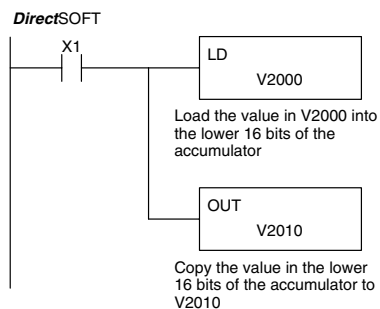 DirectSOFT
X1
LD
V2000
Load the value in V2000 into
the lower 16 bits of the
accumulator
OUT
V2010
Copy the value in the lower
16 bits of the accumulator to
V2010